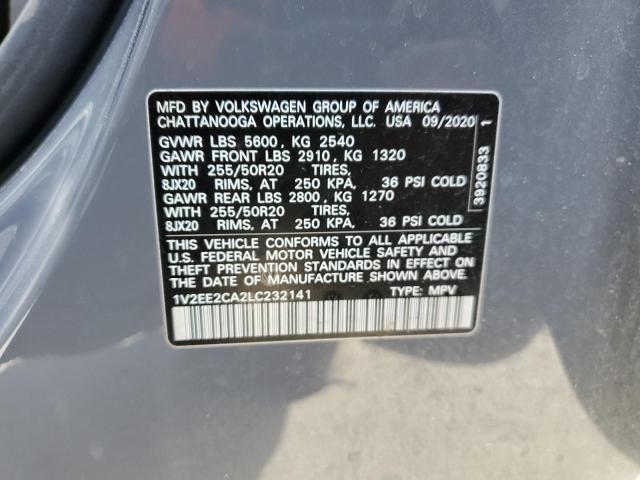 MFD BY VOLKSWAGEN GROUP OF AMERICA
CHATTANOOGA OPERATIONS, LLC. USA 09/2020 1
GVWR LBS 5600, KG 2540
GAWR FRONT LBS 2910, KG 1320
WITH 255/50R20 TIRES,
8JX20 RIMS, AT 250 KPA, 36 PSI COLD
GAWR REAR LBS 2800, KG 1270
WITH 255/50R20 TIRES,
8JX20 RIMS, AT 250 KPA, 36 PSI COLD
THIS VEHICLE CONFORMS TO ALL APPLICABLE
U.S. FEDERAL MOTOR VEHICLE SAFETY AND
THEFT PREVENTION STANDARDS IN EFFECT ON
THE DATE OF MANUFACTURE SHOWN ABOVE.
1V2EE2CA2LC232141 TYPE: MPV
3920833